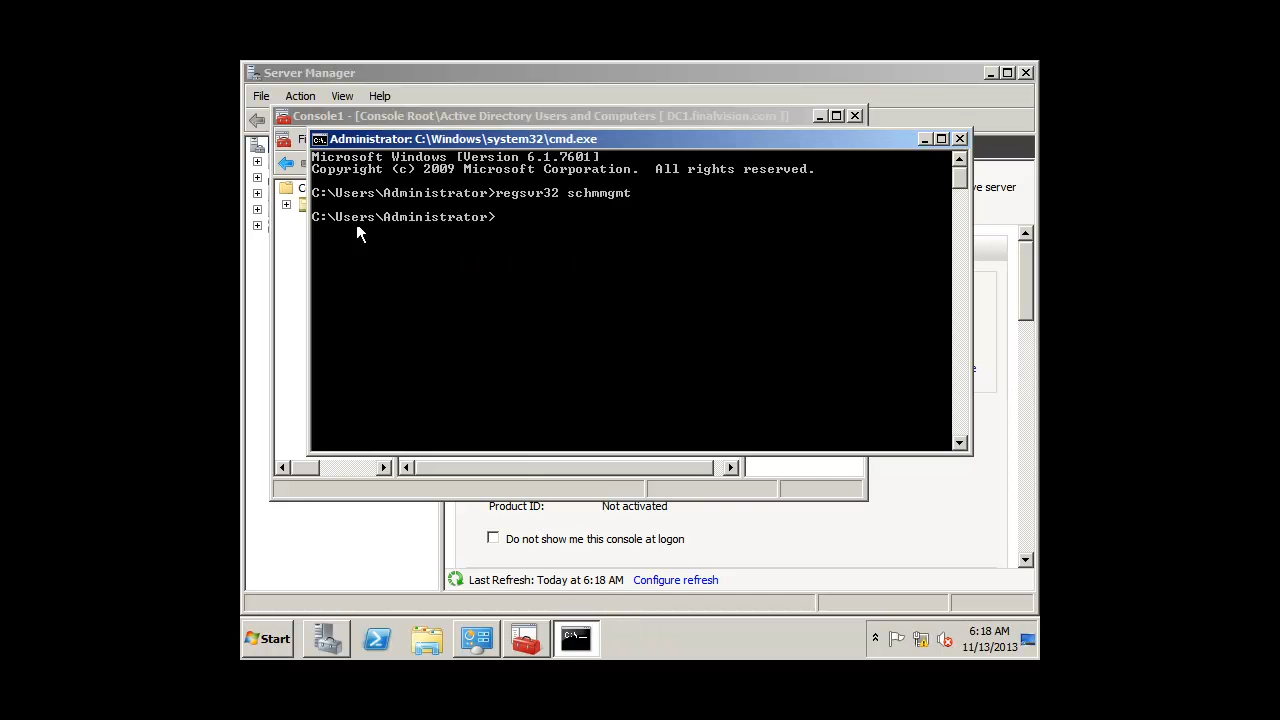 Server Manager
File Action View Help
Console1 - [Console Root\Active Directory Users and Computers [ DC1.finalvision.com ]]
Administrator: C:\Windows\system32\cmd.exe
Microsoft Windows [Version 6.1.7601]
Copyright (c) 2009 Microsoft Corporation.  All rights reserved.
C:\Users\Administrator>regsvr32 schmmgmt
C:\Users\Administrator>
server
Product ID: Not activated
Do not show me this console at logon
Last Refresh: Today at 6:18 AM Configure refresh
Start
6:18 AM
11/13/2013